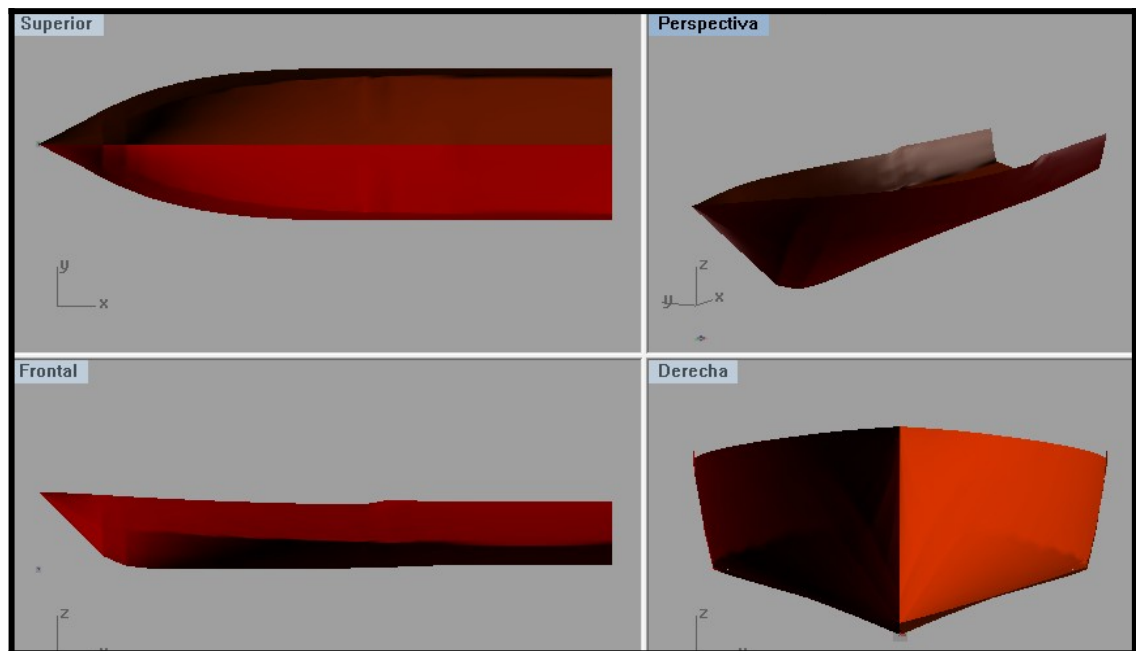 Superior
Perspectiva
y
x
z
y
x
Frontal
Derecha
z
z